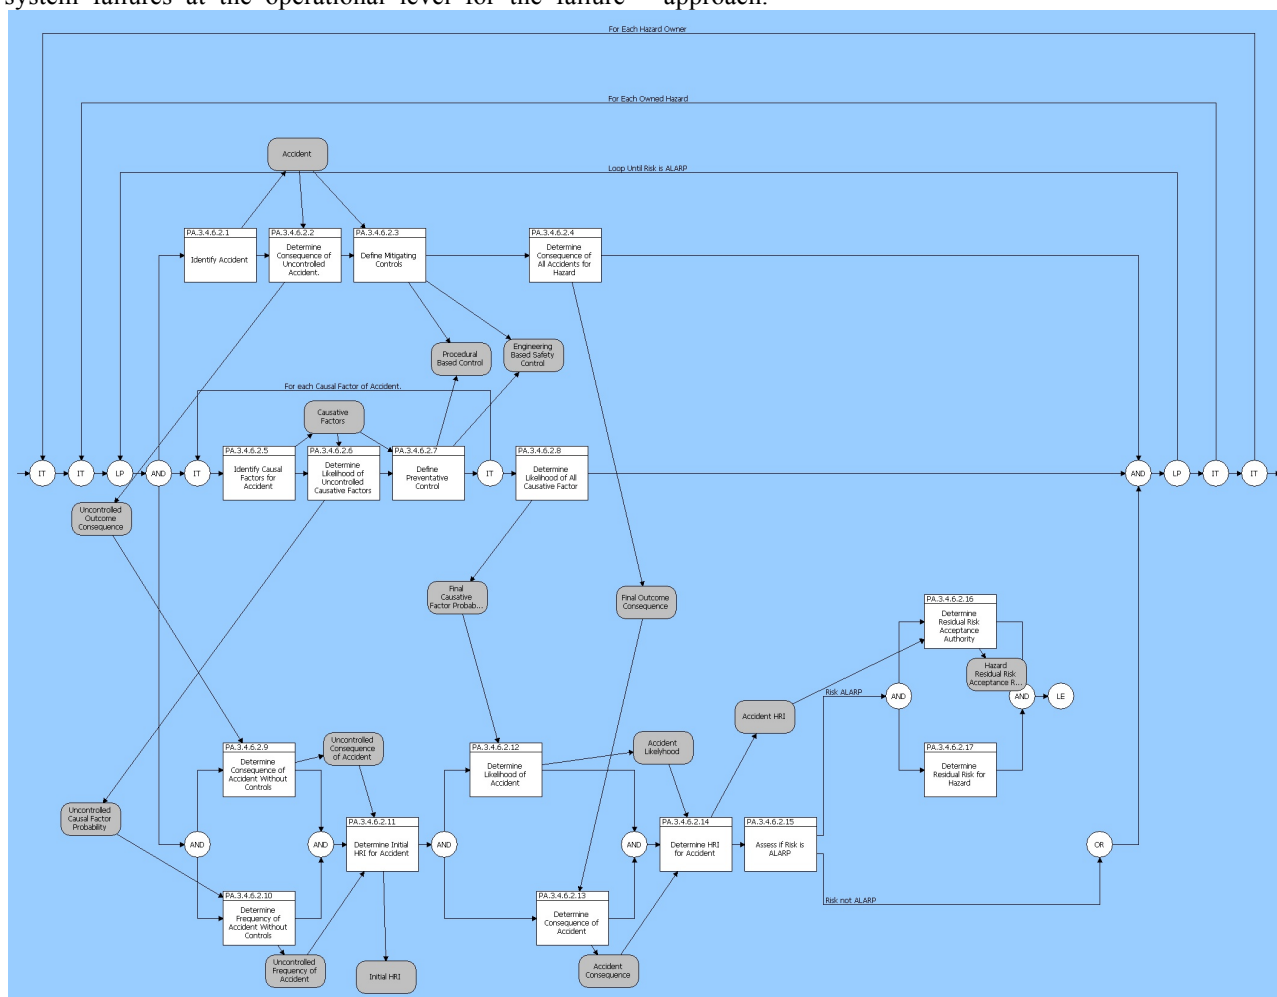 system failures at the operational level for the failure approach.
For Each Hazard Owner
For Each Owned Hazard
Accident
Loop Until Risk is ALARP
PA.3.4.6.2.1
Identify Accident
PA.3.4.6.2.2
Determine
Consequence of
Uncontrolled
Accident.
PA.3.4.6.2.3
Define Mitigating
Controls
PA.3.4.6.2.4
Determine
Consequence of
All Accidents for
Hazard
Procedural
Based Control
Engineering
Based Safety
Control
For each Causal Factor of Accident.
Causative
Factors
IT
IT
LP
AND
IT
PA.3.4.6.2.5
Identify Causal
Factors for
Accident
PA.3.4.6.2.6
Determine
Likelihood of
Uncontrolled
Causative Factors
PA.3.4.6.2.7
Define
Preventative
Control
IT
PA.3.4.6.2.8
Determine
Likelihood of All
Causative Factor
AND
LP
IT
IT
Uncontrolled
Outcome
Consequence
Final
Causative
Factor Probab...
Final Outcome
Consequence
PA.3.4.6.2.16
Determine
Residual Risk
Acceptance
Authority
Hazard
Residual Risk
Acceptance R...
Risk ALARP
AND
AND
LE
Accident HRI
PA.3.4.6.2.17
Determine
Residual Risk for
Hazard
PA.3.4.6.2.9
Determine
Consequence of
Accident Without
Controls
Uncontrolled
Consequence
of Accident
PA.3.4.6.2.12
Determine
Likelihood of
Accident
Accident
Likelyhood
Uncontrolled
Causal Factor
Probability
AND
AND
PA.3.4.6.2.11
Determine Initial
HRI for Accident
AND
AND
PA.3.4.6.2.14
Determine HRI
for Accident
PA.3.4.6.2.15
Assess if Risk is
ALARP
OR
Risk not ALARP
PA.3.4.6.2.10
Determine
Frequency of
Accident Without
Controls
Uncontrolled
Frequency of
Accident
Initial HRI
PA.3.4.6.2.13
Determine
Consequence of
Accident
Accident
Consequence